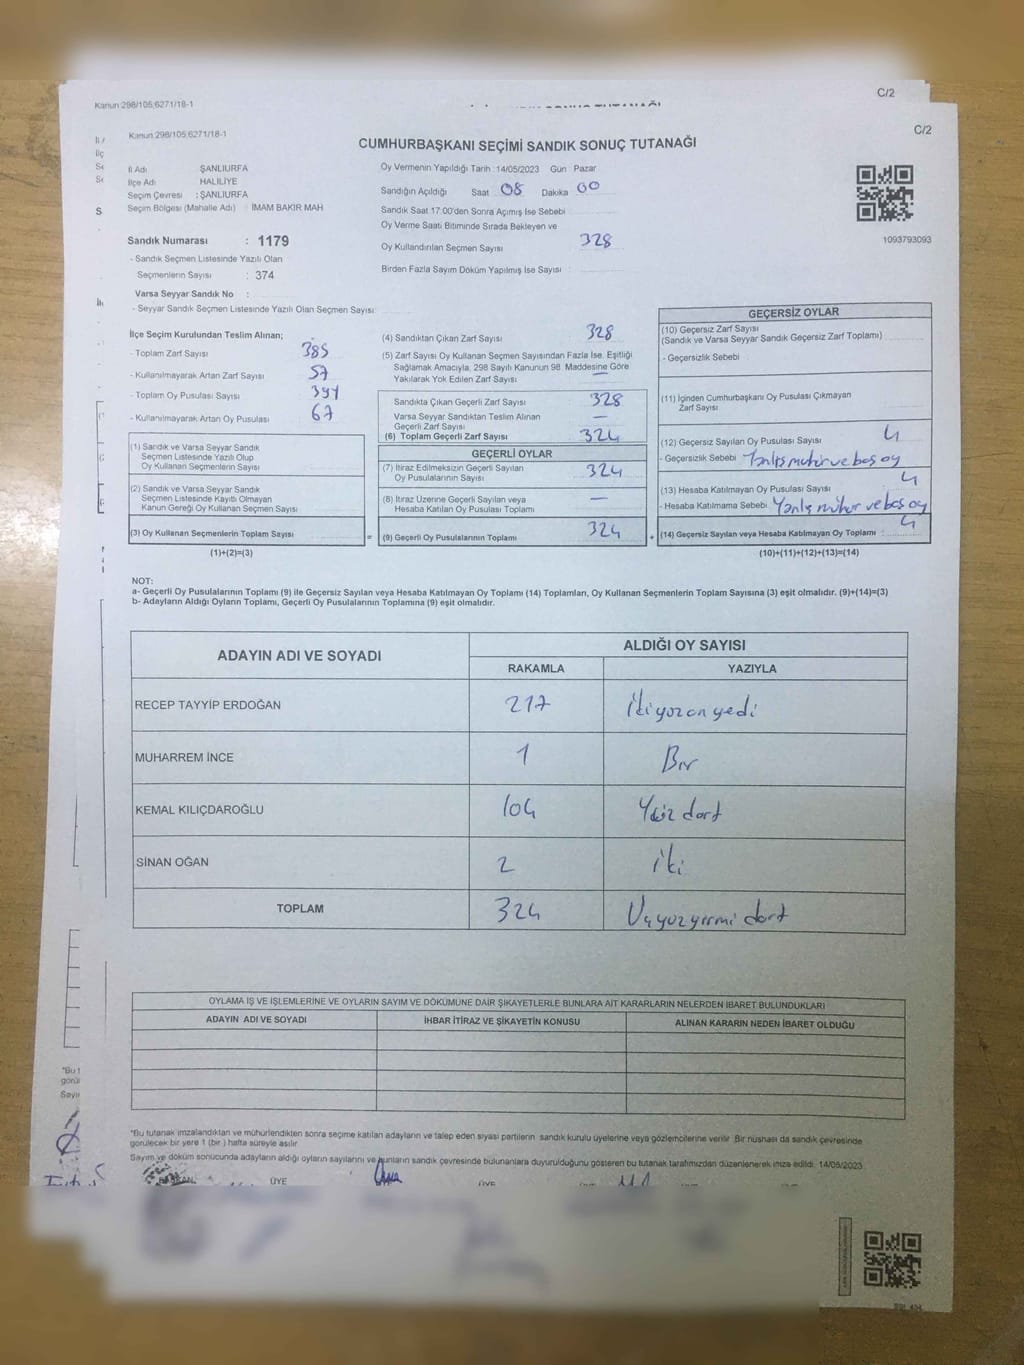 Kanun:298/105;6271/18-1
C/2
Kanun:298/105;6271/18-1
C/2
CUMHURBAŞKANI SEÇİMİ SANDIK SONUÇ TUTANAĞI
İl Adı ŞANLIURFA
İlçe Adı HALİLİYE
Seçim Çevresi : ŞANLIURFA
Seçim Bölgesi (Mahalle Adı) : İMAM BAKIR MAH.
Oy Vermenin Yapıldığı Tarih :14/05/2023 Gün : Pazar
Sandığın Açıldığı Saat 08 Dakika 00
Sandık Saat 17.00'den Sonra Açımış İse Sebebi
Oy Verme Saati Bitiminde Sırada Bekleyen ve
Oy Kullandırılan Seçmen Sayısı 328
Birden Fazla Sayım Döküm Yapılmış İse Sayısı :
1093793093
Sandık Numarası : 1179
- Sandık Seçmen Listesinde Yazılı Olan
Seçmenlerin Sayısı : 374
Varsa Seyyar Sandık No :
- Seyyar Sandık Seçmen Listesinde Yazılı Olan Seçmen Sayısı:
İlçe Seçim Kurulundan Teslim Alınan;
- Toplam Zarf Sayısı 385
- Kullanılmayarak Artan Zarf Sayısı 57
- Toplam Oy Pusulası Sayısı
- Kullanılmayarak Artan Oy Pusulası 67
(1) Sandık ve Varsa Seyyar Sandık
Seçmen Listesinde Yazılı Olup
Oy Kullanan Seçmenlerin Sayısı
(2) Sandık ve Varsa Seyyar Sandık
Seçmen Listesinde Kayıtlı Olmayan
Kanun Gereği Oy Kullanan Seçmen Sayısı
(3) Oy Kullanan Seçmenlerin Toplam Sayısı
(1)+(2)=(3)
(4) Sandıktan Çıkan Zarf Sayısı 328
(5) Zarf Sayısı Oy Kullanan Seçmen Sayısından Fazla İse, Eşitliği
Sağlamak Amacıyla, 298 Sayılı Kanunun 98. Maddesine Göre
Yakılarak Yok Edilen Zarf Sayısı —
Sandıkta Çıkan Geçerli Zarf Sayısı 328
Varsa Seyyar Sandıktan Teslim Alınan
Geçerli Zarf Sayısı —
(6) Toplam Geçerli Zarf Sayısı 324
GEÇERLİ OYLAR
(7) İtiraz Edilmeksizin Geçerli Sayılan
Oy Pusulalarının Sayısı 324
(8) İtiraz Üzerine Geçerli Sayılan veya
Hesaba Katılan Oy Pusulası Toplamı —
= (9) Geçerli Oy Pusulalarının Toplamı 324
GEÇERSİZ OYLAR
(10) Geçersiz Zarf Sayısı
(Sandık ve Varsa Seyyar Sandık Geçersiz Zarf Toplamı)
- Geçersizlik Sebebi
(11) İçinden Cumhurbaşkanı Oy Pusulası Çıkmayan
Zarf Sayısı
(12) Geçersiz Sayılan Oy Pusulası Sayısı 4
- Geçersizlik Sebebi Yanlış mühür ve boş oy
(13) Hesaba Katılmayan Oy Pusulası Sayısı 4
- Hesaba Katılmama Sebebi Yanlış mühür ve boş oy
+ (14) Geçersiz Sayılan veya Hesaba Katılmayan Oy Toplamı : 4
(10)+(11)+(12)+(13)=(14)
NOT:
a- Geçerli Oy Pusulalarının Toplamı (9) ile Geçersiz Sayılan veya Hesaba Katılmayan Oy Toplamı (14) Toplamları, Oy Kullanan Seçmenlerin Toplam Sayısına (3) eşit olmalıdır. (9)+(14)=(3)
b- Adayların Aldığı Oyların Toplamı, Geçerli Oy Pusulalarının Toplamına (9) eşit olmalıdır.
ADAYIN ADI VE SOYADI
ALDIĞI OY SAYISI
RAKAMLA YAZIYLA
RECEP TAYYİP ERDOĞAN 217 ikiyüzonyedi
MUHARREM İNCE 1 Bir
KEMAL KILIÇDAROĞLU 104 Yüz dört
SİNAN OĞAN 2 iki
TOPLAM 324 Üçyüzyirmi dört
OYLAMA İŞ VE İŞLEMLERİNE VE OYLARIN SAYIM VE DÖKÜMÜNE DAİR ŞİKAYETLERLE BUNLARA AİT KARARLARIN NELERDEN İBARET BULUNDUKLARI
ADAYIN ADI VE SOYADI İHBAR İTİRAZ VE ŞİKAYETİN KONUSU ALINAN KARARIN NEDEN İBARET OLDUĞU
*Bu tutanak imzalandıktan ve mühürlendikten sonra seçime katılan adayların ve talep eden siyasi partilerin sandık kurulu üyelerine veya gözlemcilerine verilir. Bir nüshası da sandık çevresinde
görülecek bir yere 1 (bir ) hafta süreyle asılır.
Sayım ve döküm sonucunda adayların aldığı oyların sayılarını ve bunların sandık çevresinde bulunanlara duyurulduğunu gösteren bu tutanak tarafımızdan düzenlenerek imza edildi. 14/05/2023
ÜYE